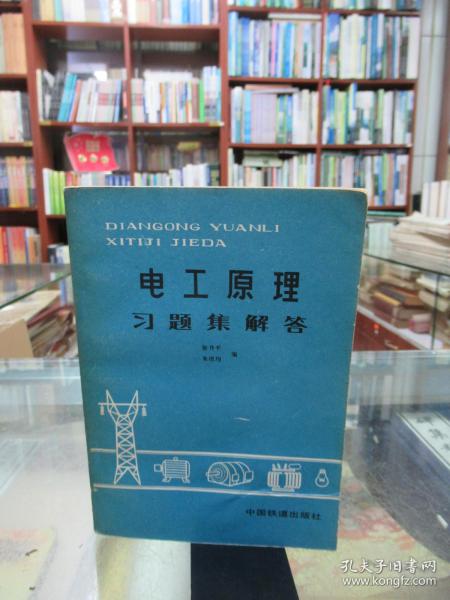 DIANGONG YUANLI
XITIJI JIEDA
电工原理
习题集解答
编
中国铁道出版社
孔夫子旧书网
www.kongfz.com